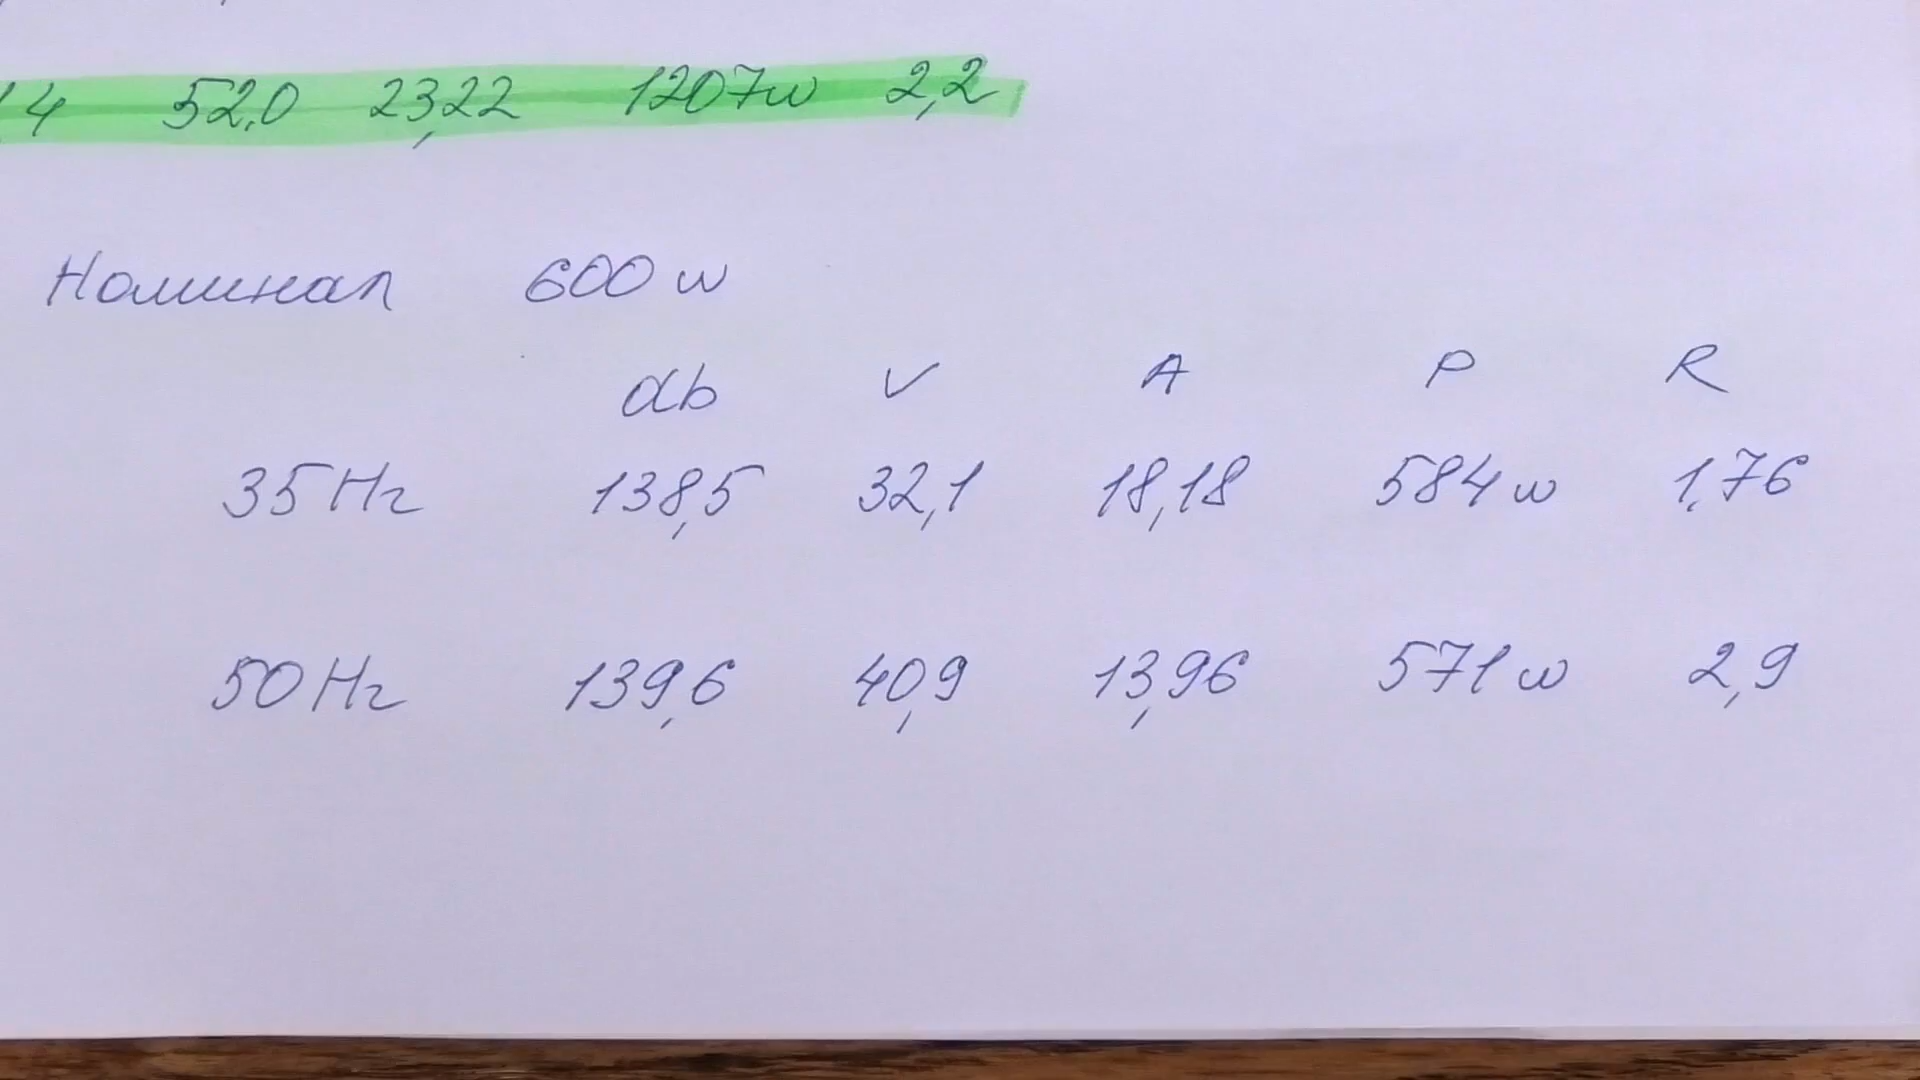 14 52,0 23,22 1207w 2,2
Номинал 600 w
db V A P R
35 Hz 138,5 32,1 18,18 584 w 1,76
50 Hz 139,6 40,9 13,96 571 w 2,9